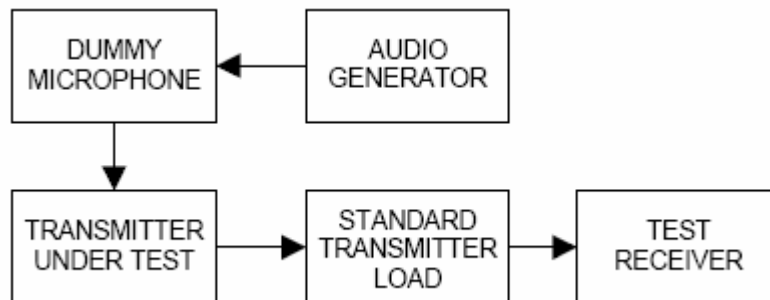 DUMMY
MICROPHONE
AUDIO
GENERATOR
TRANSMITTER
UNDER TEST
STANDARD
TRANSMITTER
LOAD
TEST
RECEIVER